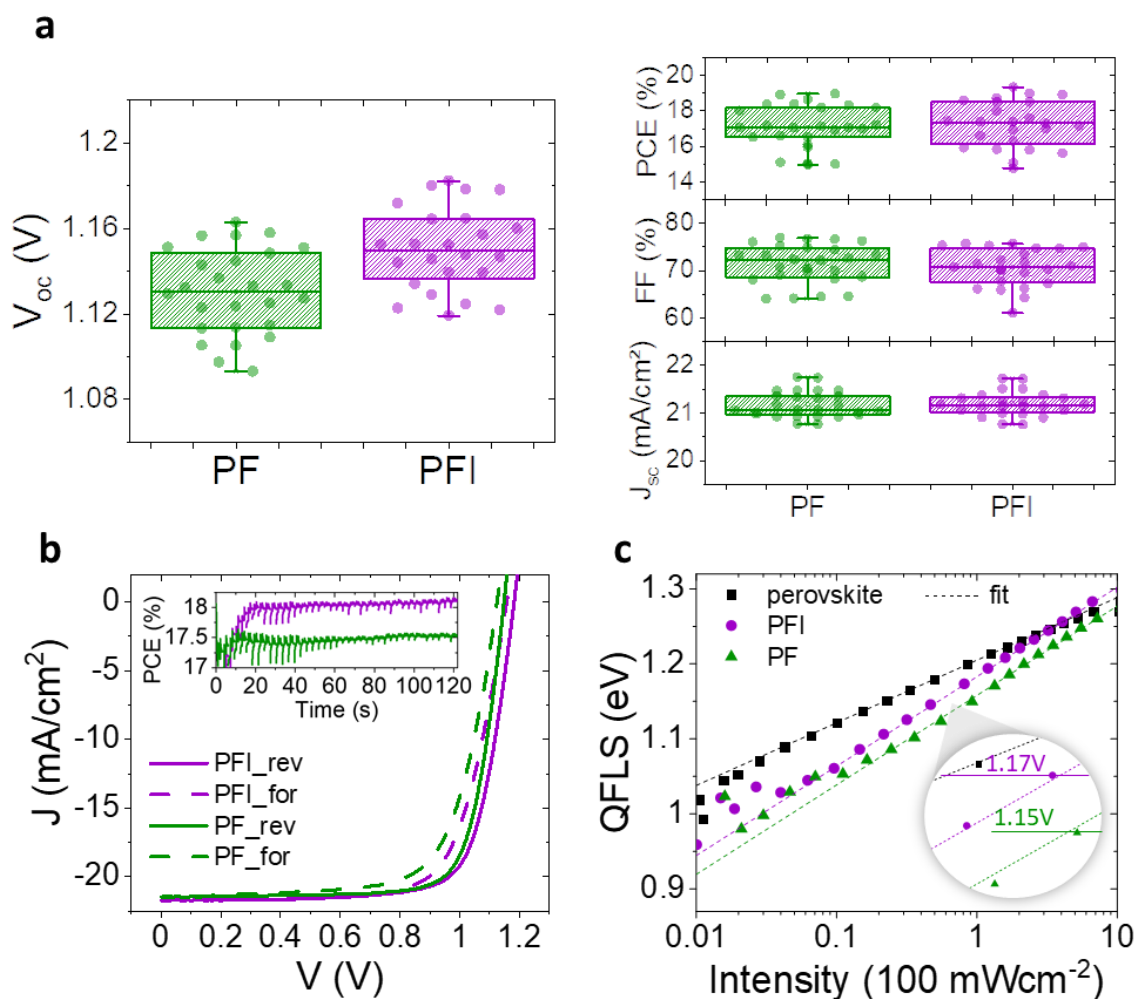 a
1.2
1.16
1.12
1.08
V_OC (V)
PF PFI
20
18
16
14
PCE (%)
80
70
60
FF (%)
22
21
20
J_SC (mA/cm²)
PF PFI
b
0
-5
-10
-15
-20
J (mA/cm²)
18
17.5
17
PCE (%)
0 20 40 60 80 100 120
Time (s)
PFI_rev
PFI_for
PF_rev
PF_for
0 0.2 0.4 0.6 0.8 1 1.2
V (V)
c
1.3
1.2
1.1
1
0.9
QFLS (eV)
perovskite fit
PFI
PF
1.17V
1.15V
0.01 0.1 1 10
Intensity (100 mWcm⁻²)